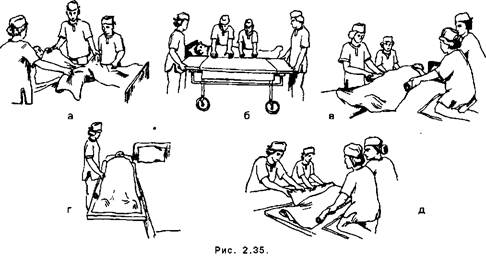 а б в
г д
Рис. 2.35.